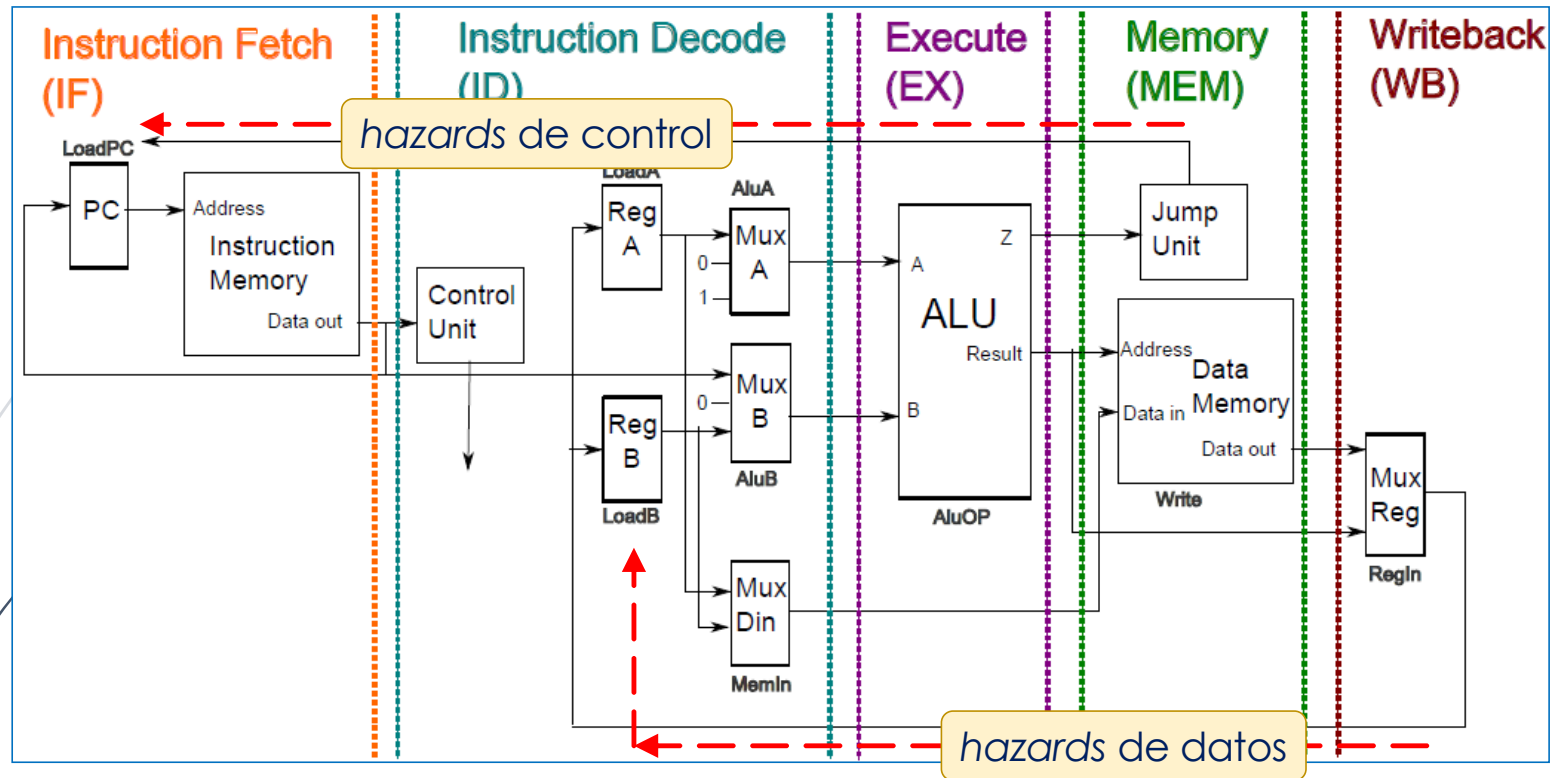 Instruction Fetch
(IF)
Instruction Decode
(ID)
Execute
(EX)
Memory
(MEM)
Writeback
(WB)
hazards de control
LoadPC
PC
Address
Instruction
Memory
Data out
Control
Unit
LoadA
Reg
A
AluA
Mux
A
0
1
Mux
B
0
AluB
Reg
B
LoadB
Mux
Din
MemIn
A
B
Z
ALU
Result
AluOP
Jump
Unit
Address
Data
Memory
Data in
Data out
Write
Mux
Reg
RegIn
hazards de datos